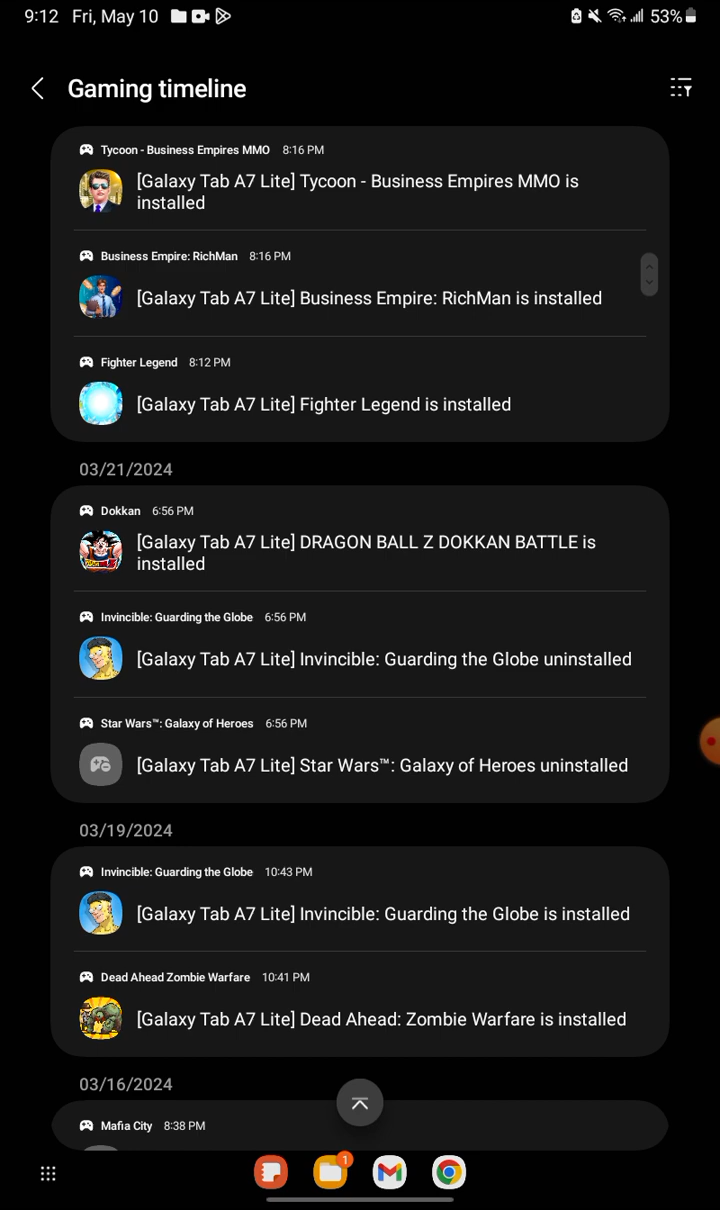 9:12 Fri, May 10 53%
Gaming timeline
Tycoon - Business Empires MMO 8:16 PM
[Galaxy Tab A7 Lite] Tycoon - Business Empires MMO is
installed
Business Empire: RichMan 8:16 PM
[Galaxy Tab A7 Lite] Business Empire: RichMan is installed
Fighter Legend 8:12 PM
[Galaxy Tab A7 Lite] Fighter Legend is installed
03/21/2024
Dokkan 6:56 PM
[Galaxy Tab A7 Lite] DRAGON BALL Z DOKKAN BATTLE is
installed
Invincible: Guarding the Globe 6:56 PM
[Galaxy Tab A7 Lite] Invincible: Guarding the Globe uninstalled
Star Wars™: Galaxy of Heroes 6:56 PM
[Galaxy Tab A7 Lite] Star Wars™: Galaxy of Heroes uninstalled
03/19/2024
Invincible: Guarding the Globe 10:43 PM
[Galaxy Tab A7 Lite] Invincible: Guarding the Globe is installed
Dead Ahead Zombie Warfare 10:41 PM
[Galaxy Tab A7 Lite] Dead Ahead: Zombie Warfare is installed
03/16/2024
Mafia City 8:38 PM
1